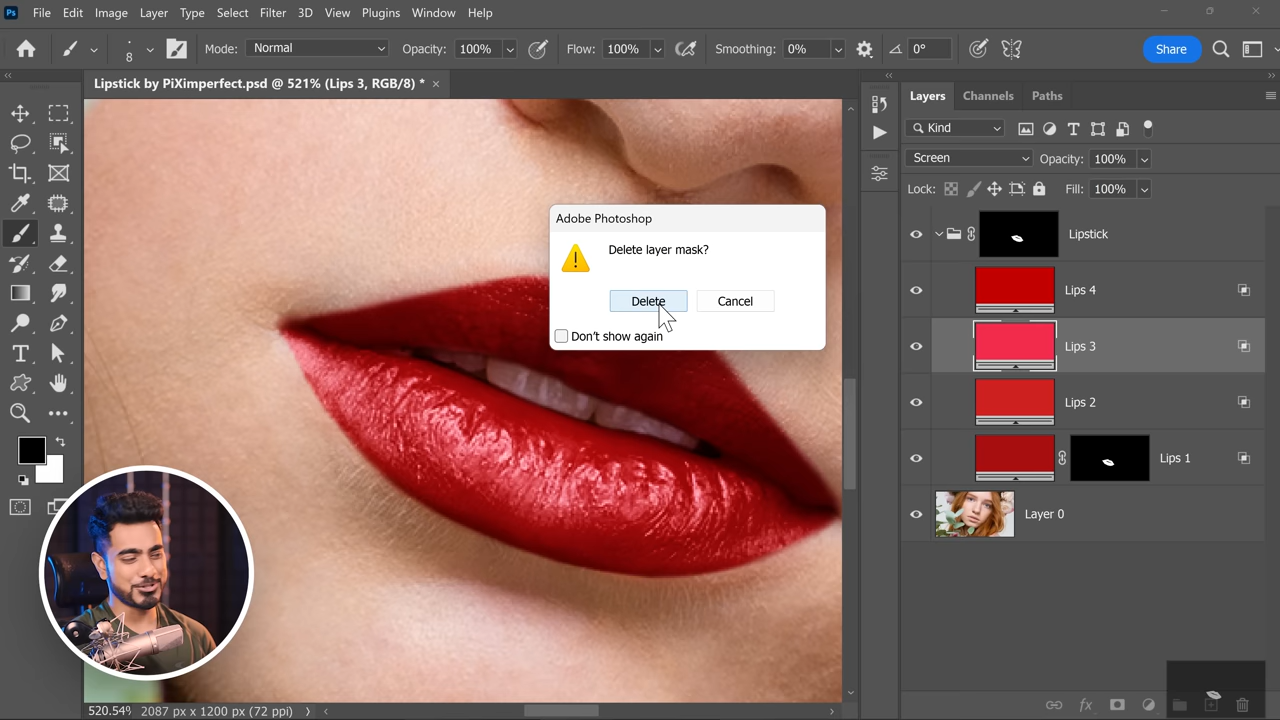 Ps File Edit Image Layer Type Select Filter 3D View Plugins Window Help
8 Mode: Normal Opacity: 100% Flow: 100% Smoothing: 0% 0° Share
Lipstick by PiXimperfect.psd @ 521% (Lips 3, RGB/8) * ×
Layers Channels Paths
Kind
Screen Opacity: 100%
Lock: Fill: 100%
Adobe Photoshop
Delete layer mask?
Delete Cancel
Don't show again
Lipstick
Lips 4
Lips 3
Lips 2
Lips 1
Layer 0
520.54% 2087 px x 1200 px (72 ppi)